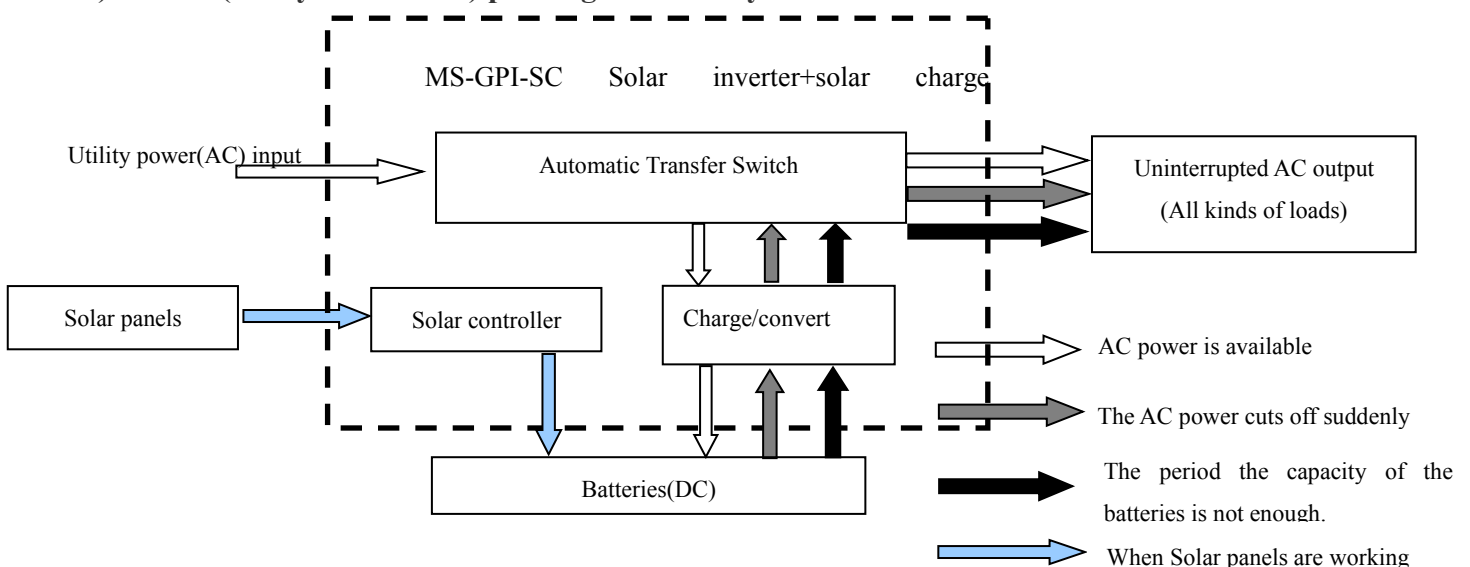 MS-GPI-SC Solar inverter+solar charge
Utility power(AC) input
Automatic Transfer Switch
Uninterrupted AC output
(All kinds of loads)
Solar panels
Solar controller
Charge/convert
AC power is available
The AC power cuts off suddenly
The period the capacity of the
batteries is not enough.
Batteries(DC)
When Solar panels are working